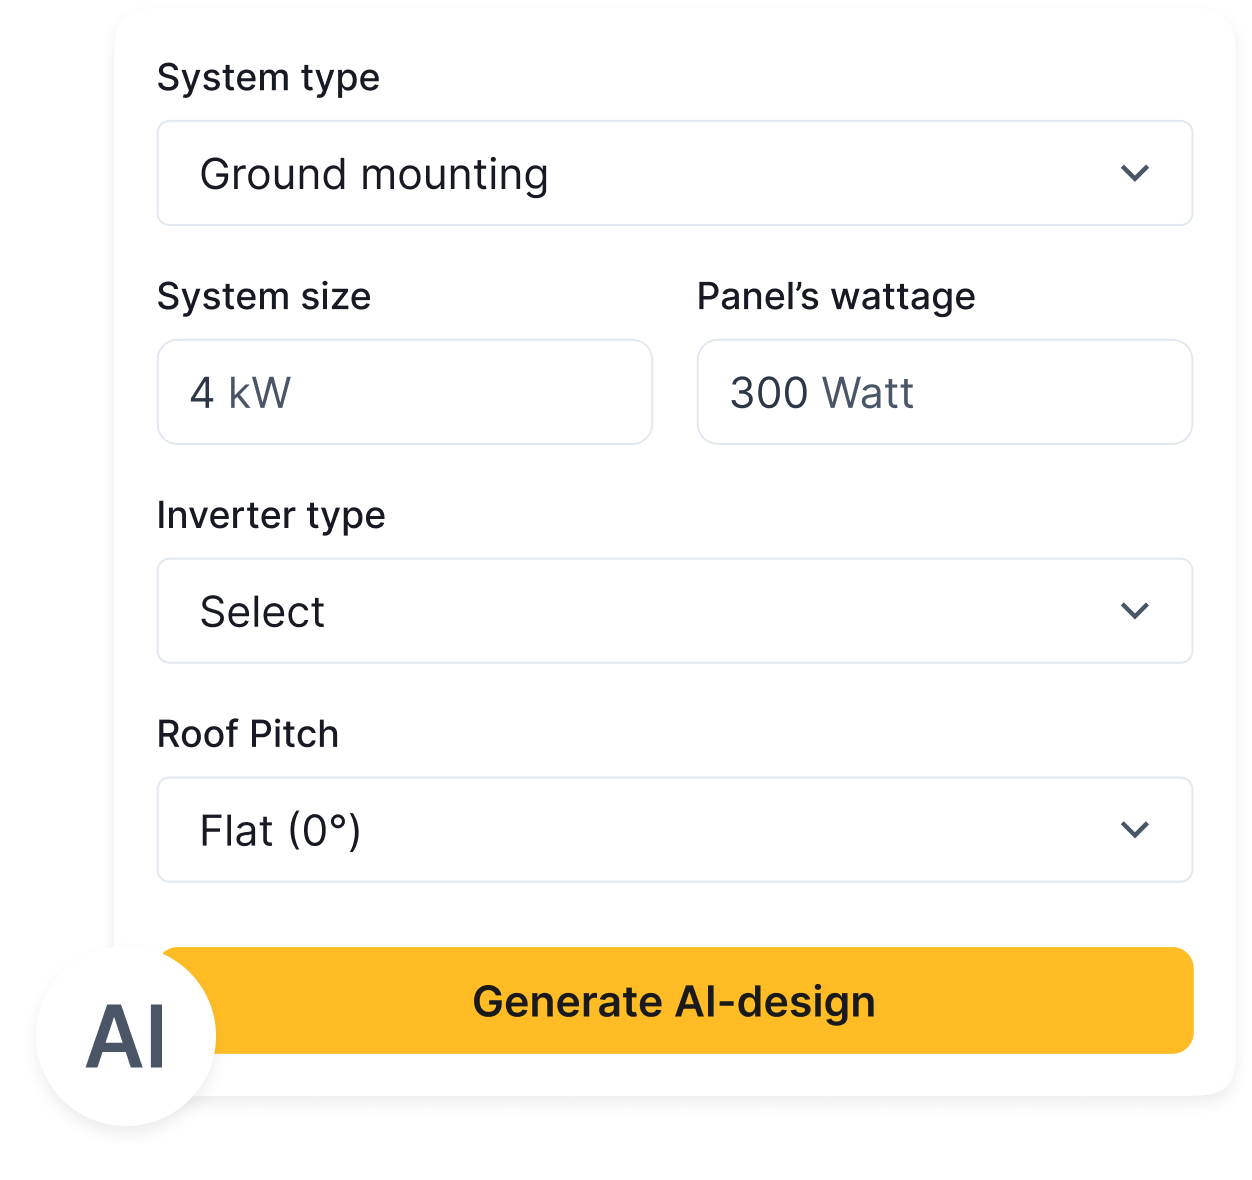 System type
Ground mounting
System size
Panel’s wattage
4 kW
300 Watt
Inverter type
Select
Roof Pitch
Flat (0°)
Generate AI-design
AI